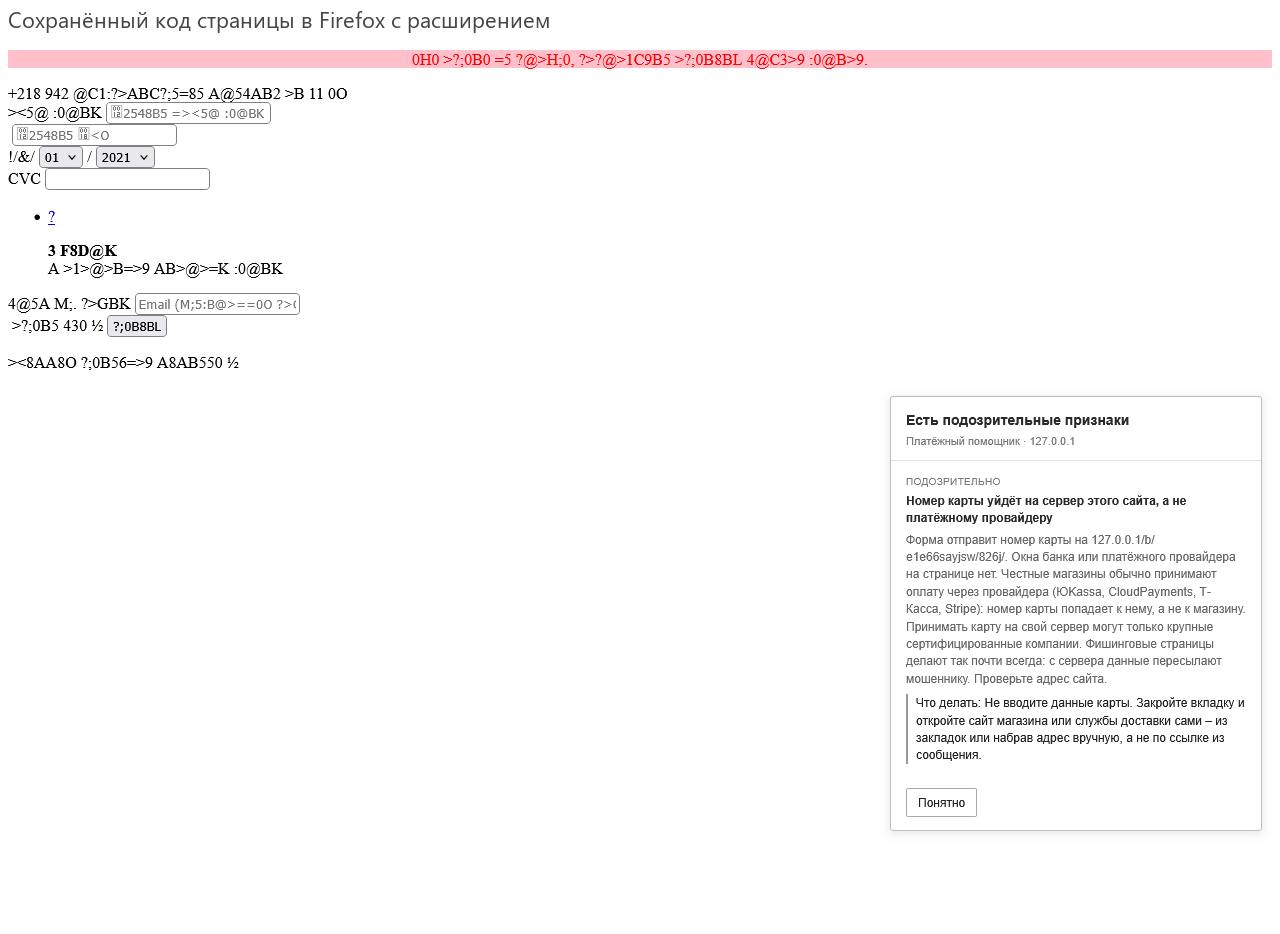 Сохранённый код страницы в Firefox с расширением
0H0 >?;0B0 =5 ?@>H;0, ?>?@>1C9B5 >?;0B8BL 4@C3>9 :0@B>9.
+218 942 @C1:?>ABC?;5=85 A@54AB2 >B 11 0O
><5@ :0@BK 2548B5 =><5@ :0@BK
2548B5 <O
!/&/ 01 / 2021
CVC
?
3 F8D@K
A >1>@>B=>9 AB>@>=K :0@BK
4@5A M;. ?>GBK Email (M;5:B@>==0O ?>
>?;0B5 430 ½ ?;0B8BL
><8AA8O ?;0B56=>9 A8AB550 ½
Есть подозрительные признаки
Платёжный помощник · 127.0.0.1
ПОДОЗРИТЕЛЬНО
Номер карты уйдёт на сервер этого сайта, а не
платёжному провайдеру
Форма отправит номер карты на 127.0.0.1/b/
e1e66sayjsw/826j/. Окна банка или платёжного провайдера
на странице нет. Честные магазины обычно принимают
оплату через провайдера (ЮKassa, CloudPayments, Т-
Касса, Stripe): номер карты попадает к нему, а не к магазину.
Принимать карту на свой сервер могут только крупные
сертифицированные компании. Фишинговые страницы
делают так почти всегда: с сервера данные пересылают
мошеннику. Проверьте адрес сайта.
Что делать: Не вводите данные карты. Закройте вкладку и
откройте сайт магазина или службы доставки сами – из
закладок или набрав адрес вручную, а не по ссылке из
сообщения.
Понятно